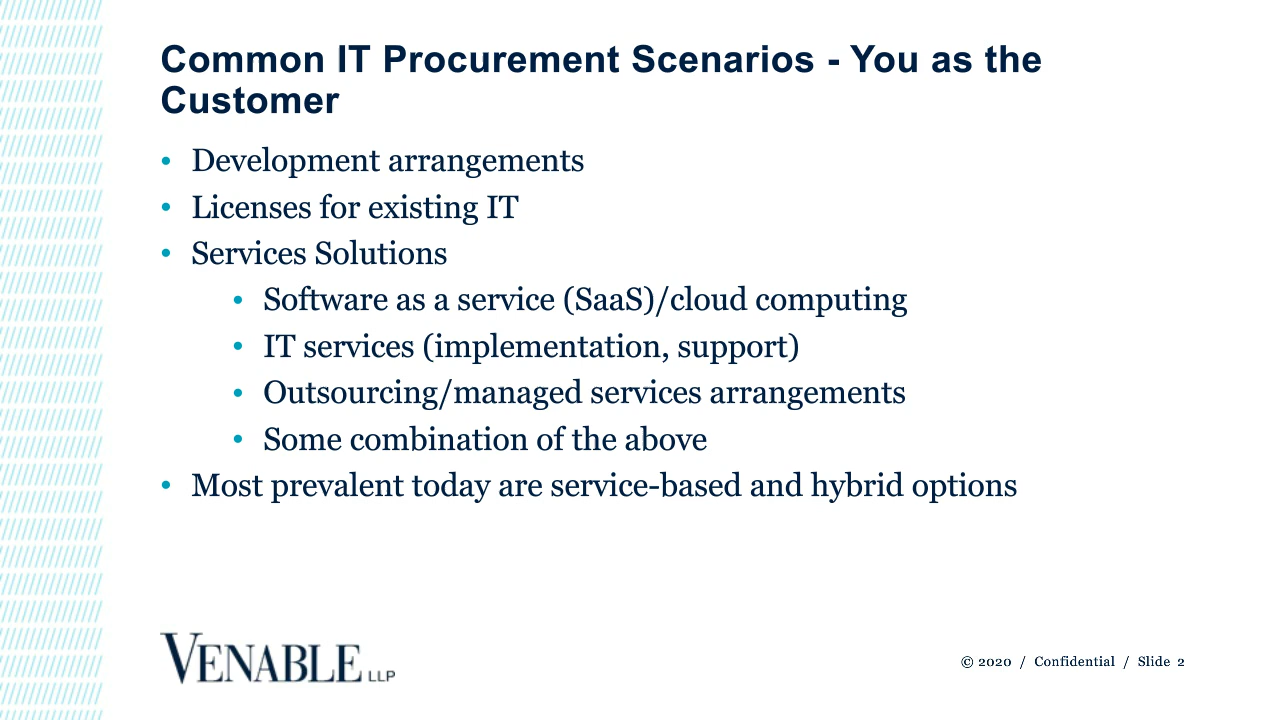 Common IT Procurement Scenarios - You as the
Customer
• Development arrangements
• Licenses for existing IT
• Services Solutions
• Software as a service (SaaS)/cloud computing
• IT services (implementation, support)
• Outsourcing/managed services arrangements
• Some combination of the above
• Most prevalent today are service-based and hybrid options
VENABLE LLP
© 2020 / Confidential / Slide 2